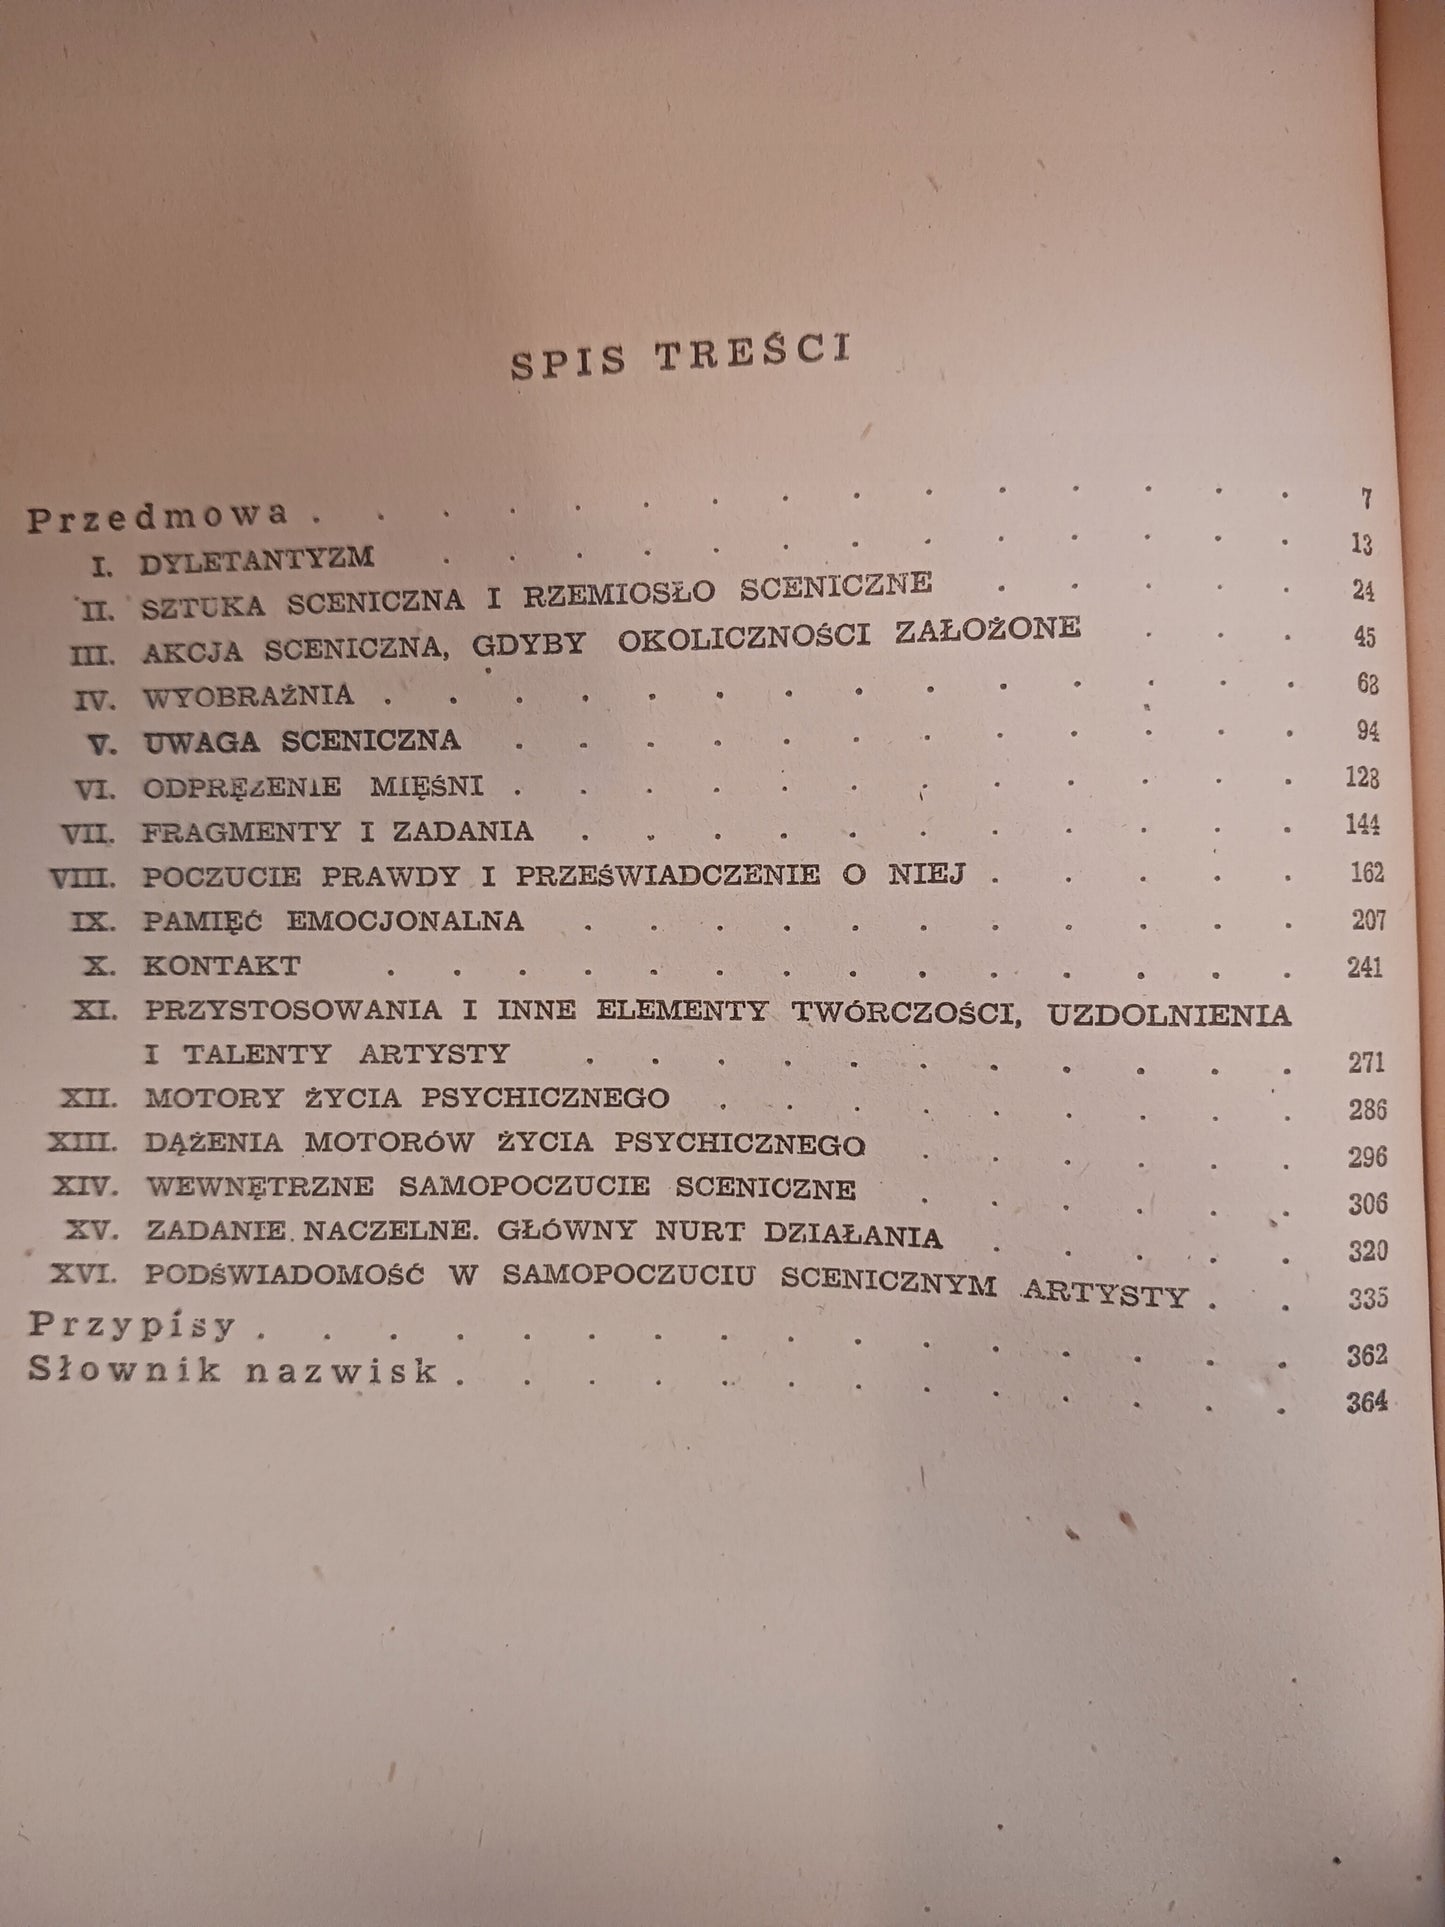 SPIS TREŚCI
Przedmowa . . . . . . . . . . . . . . . 7
I. DYLETANTYZM . . . . . . . . . . . . . 13
II. SZTUKA SCENICZNA I RZEMIOSŁO SCENICZNE . . . . . 24
III. AKCJA SCENICZNA, GDYBY OKOLICZNOŚCI ZAŁOŻONE . . . 45
IV. WYOBRAŹNIA . . . . . . . . . . . . . . 68
V. UWAGA SCENICZNA . . . . . . . . . . . . 94
VI. ODPRĘŻENIE MIĘŚNI . . . . . . . . . . . . 128
VII. FRAGMENTY I ZADANIA . . . . . . . . . . . 144
VIII. POCZUCIE PRAWDY I PRZEŚWIADCZENIE O NIEJ . . . . . 162
IX. PAMIĘĆ EMOCJONALNA . . . . . . . . . . . 207
X. KONTAKT . . . . . . . . . . . . . . 241
XI. PRZYSTOSOWANIA I INNE ELEMENTY TWÓRCZOŚCI, UZDOLNIENIA
I TALENTY ARTYSTY . . . . . . . . . . . 271
XII. MOTORY ŻYCIA PSYCHICZNEGO . . . . . . . . . 286
XIII. DĄŻENIA MOTORÓW ŻYCIA PSYCHICZNEGO . . . . . . 296
XIV. WEWNĘTRZNE SAMOPOCZUCIE SCENICZNE . . . . . . 306
XV. ZADANIE NACZELNE. GŁÓWNY NURT DZIAŁANIA . . . . . 320
XVI. PODŚWIADOMOŚĆ W SAMOPOCZUCIU SCENICZNYM ARTYSTY . . 335
Przypisy . . . . . . . . . . . . . . . . 362
Słownik nazwisk . . . . . . . . . . . . . 364